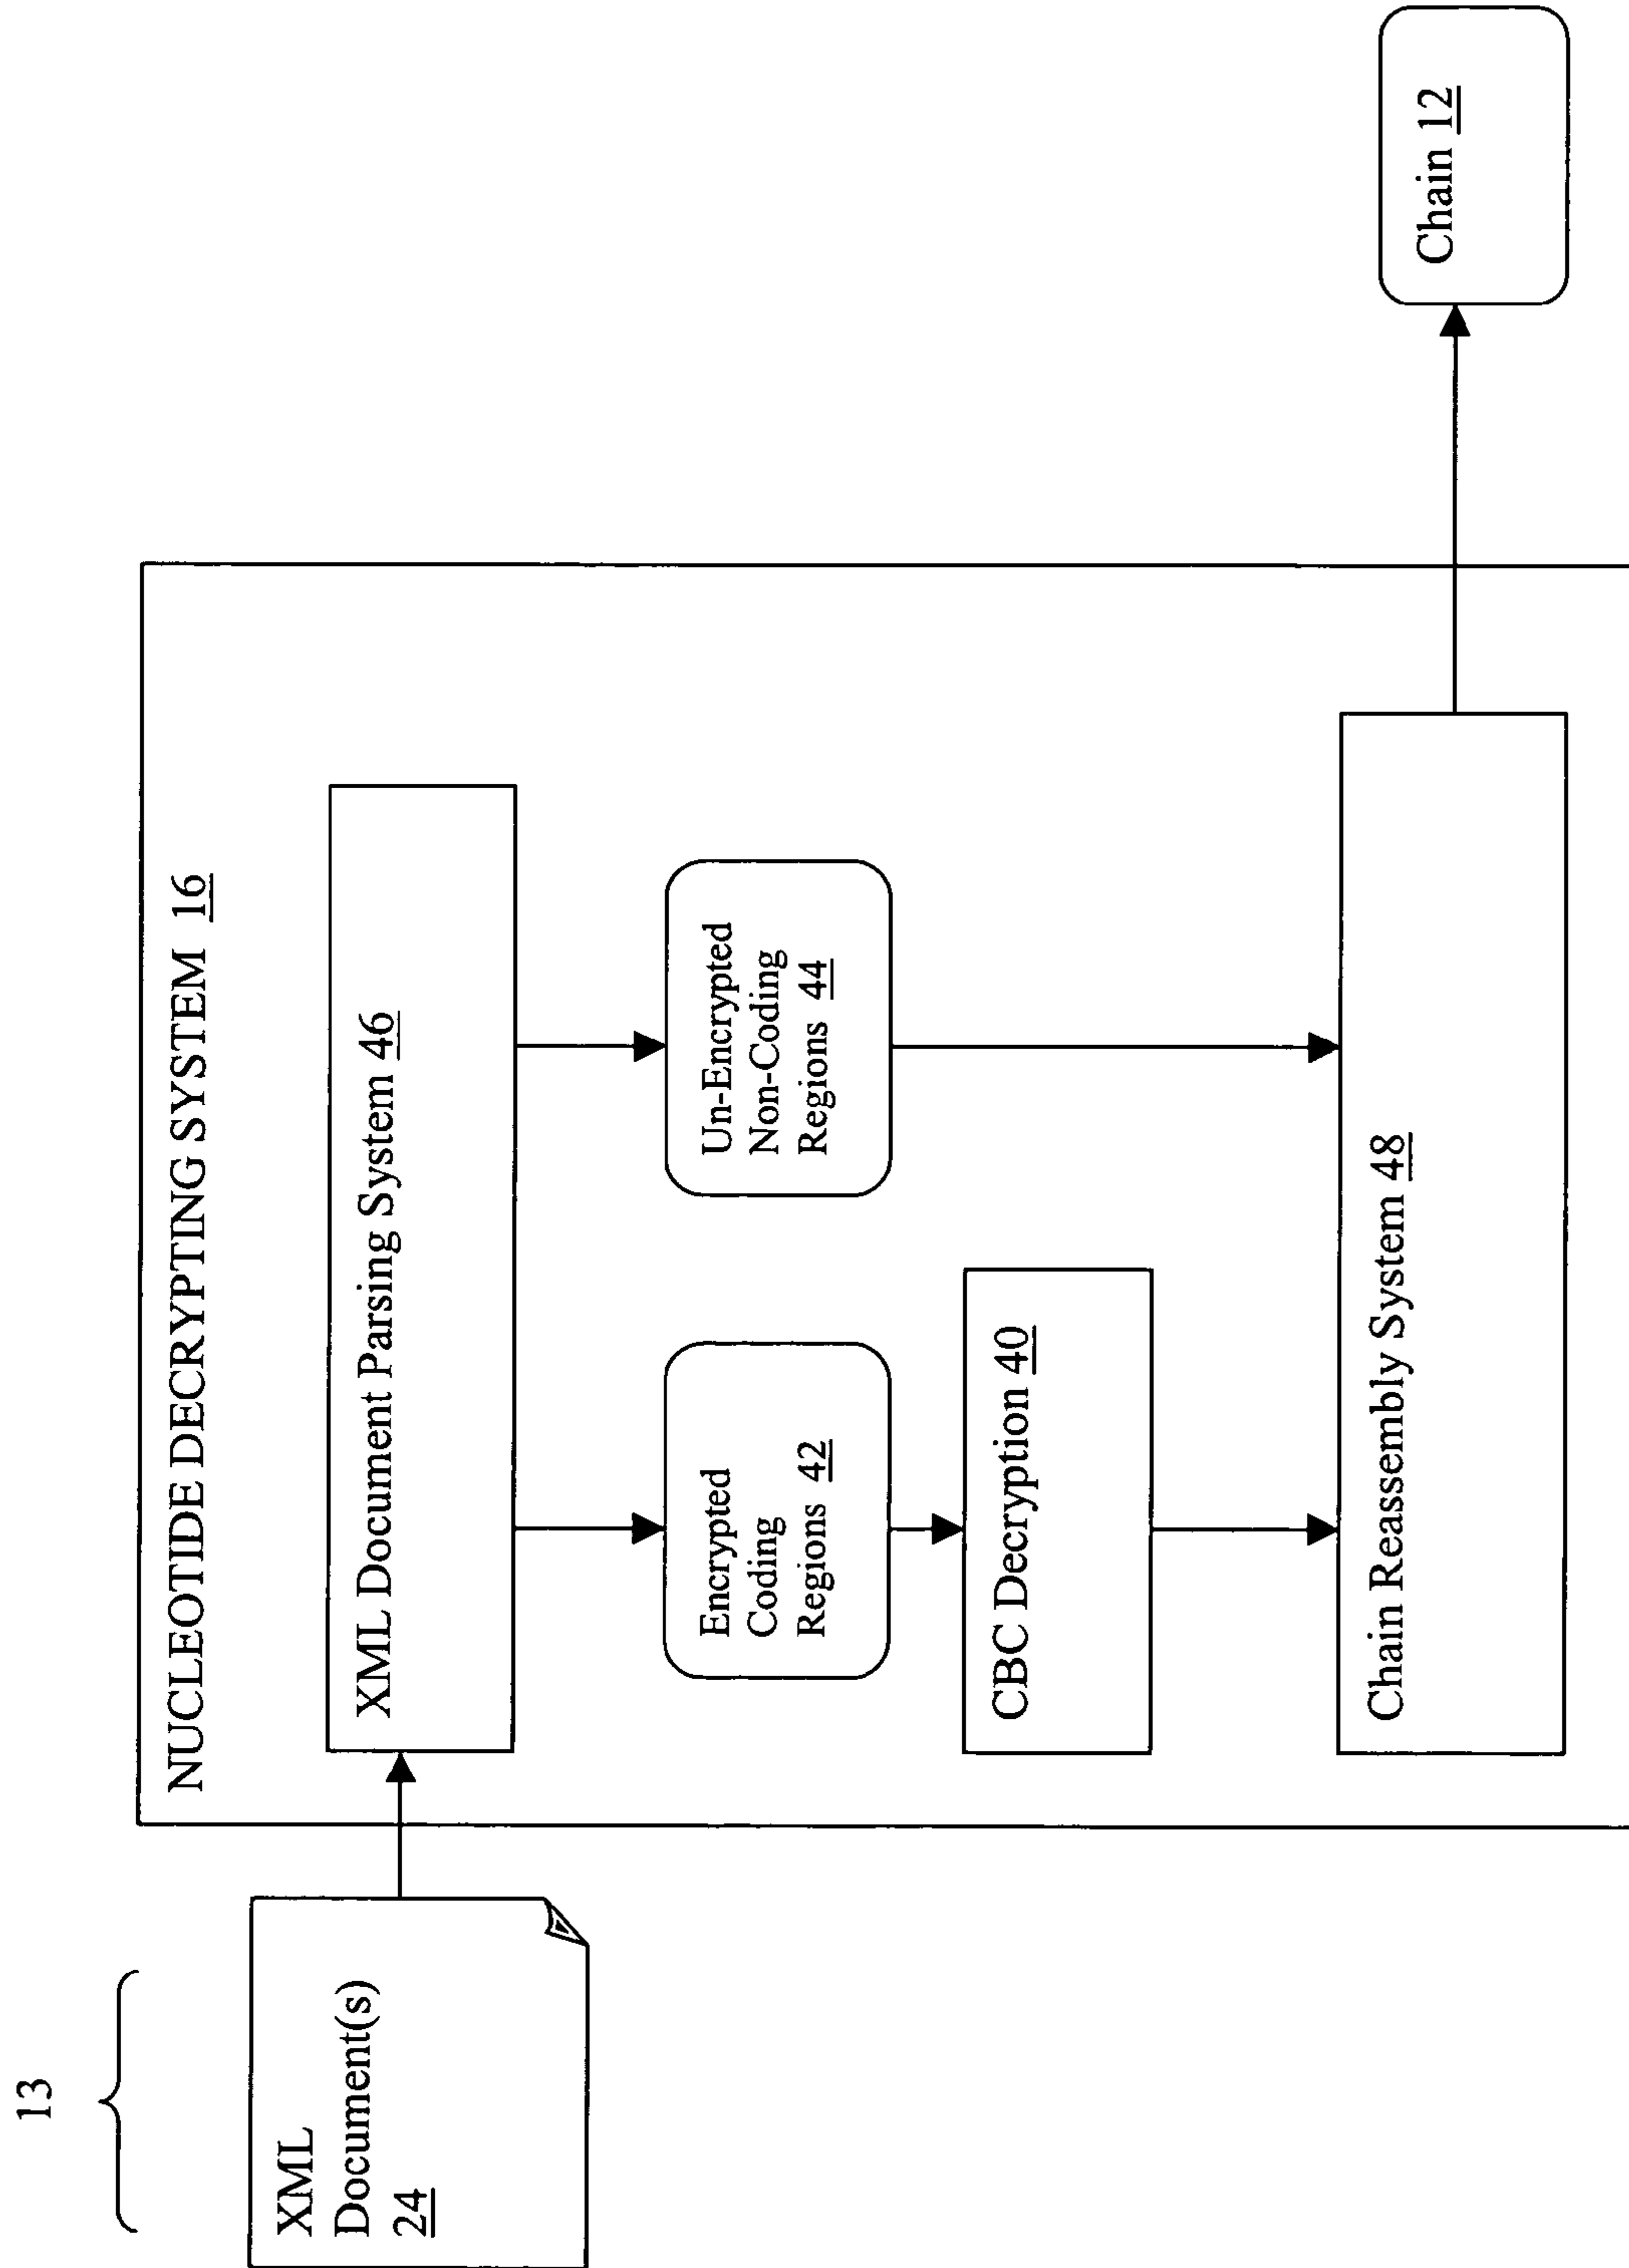 13
XML
Document(s)
24
NUCLEOTIDE DECRYPTING SYSTEM 16
XML Document Parsing System 46
Encrypted
Coding
Regions 42
Un-Encrypted
Non-Coding
Regions 44
CBC Decryption 40
Chain Reassembly System 48
Chain 12